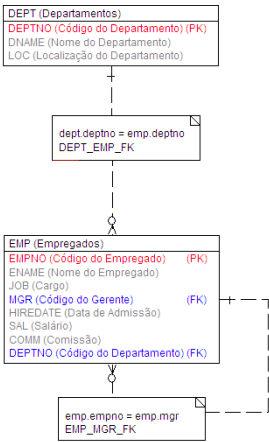 DEPT (Departamentos)
DEPTNO (Código do Departamento) (PK)
DNAME (Nome do Departamento)
LOC (Localização do Departamento)
dept.deptno = emp.deptno
DEPT_EMP_FK
EMP (Empregados)
EMPNO (Código do Empregado) (PK)
ENAME (Nome do Empregado)
JOB (Cargo)
MGR (Código do Gerente) (FK)
HIREDATE (Data de Admissão)
SAL (Salário)
COMM (Comissão)
DEPTNO (Código do Departamento) (FK)
emp.empno = emp.mgr
EMP_MGR_FK